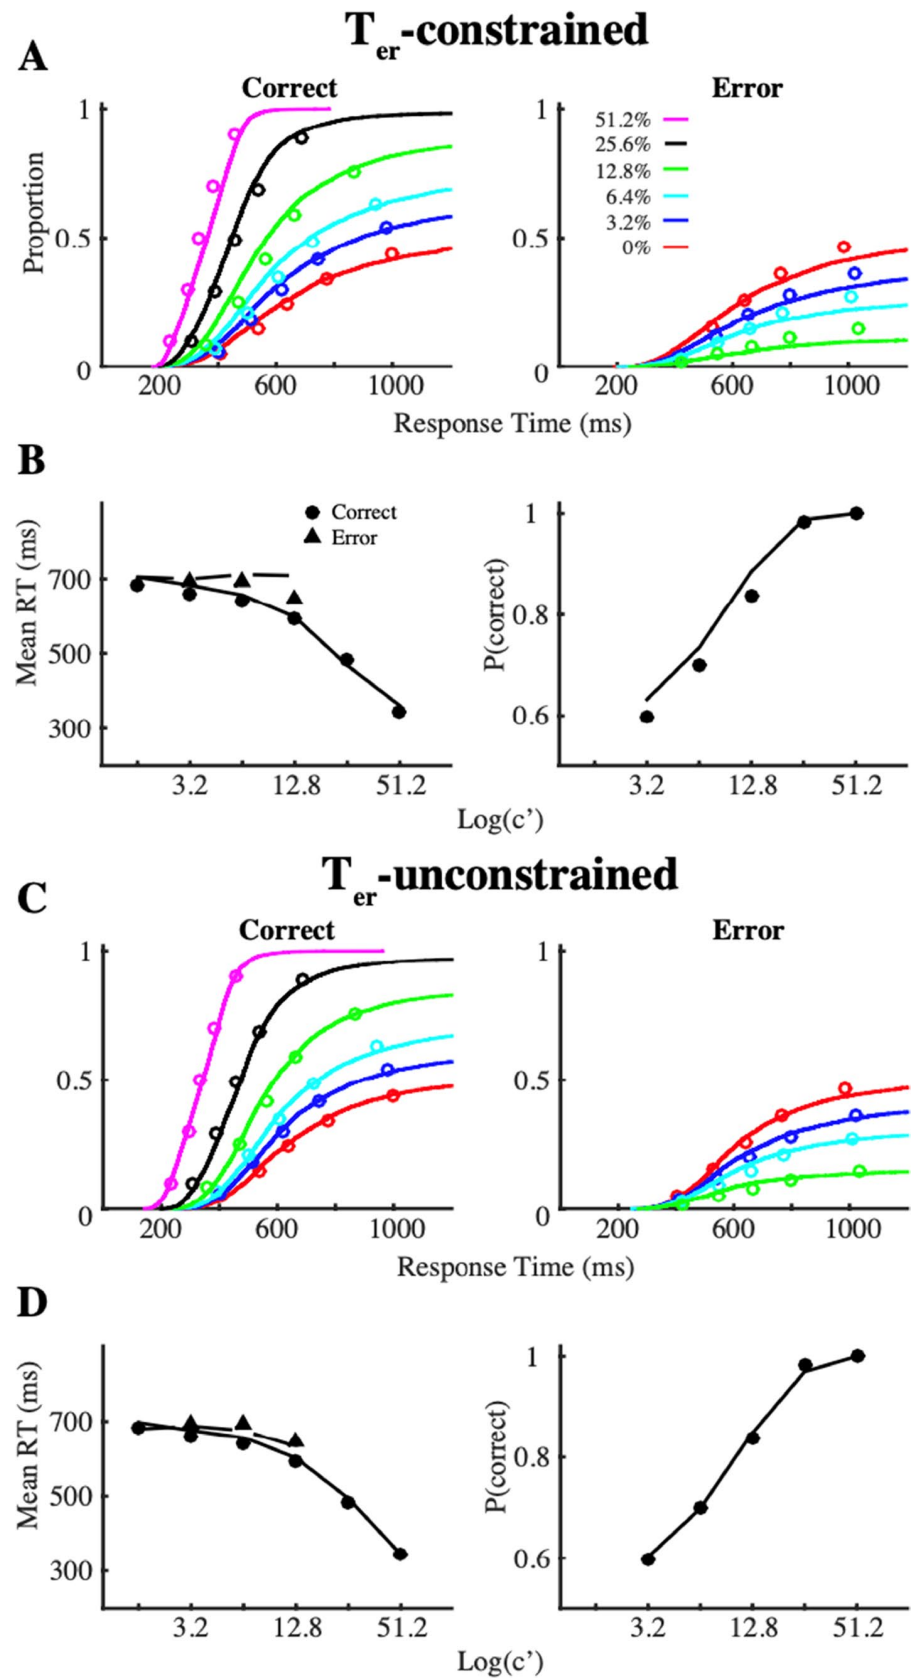 Ter-constrained
A
Correct
Error
Proportion
1
0.5
0
200
600
1000
1
0.5
0
200
600
1000
51.2%
25.6%
12.8%
6.4%
3.2%
0%
Response Time (ms)
B
Mean RT (ms)
700
500
300
Correct
Error
3.2
12.8
51.2
P(correct)
1
0.8
0.6
3.2
12.8
51.2
Log(c’)
Ter-unconstrained
C
Correct
Error
1
0.5
0
200
600
1000
1
0.5
0
200
600
1000
Response Time (ms)
D
Mean RT (ms)
700
500
300
3.2
12.8
51.2
P(correct)
1
0.8
0.6
3.2
12.8
51.2
Log(c’)